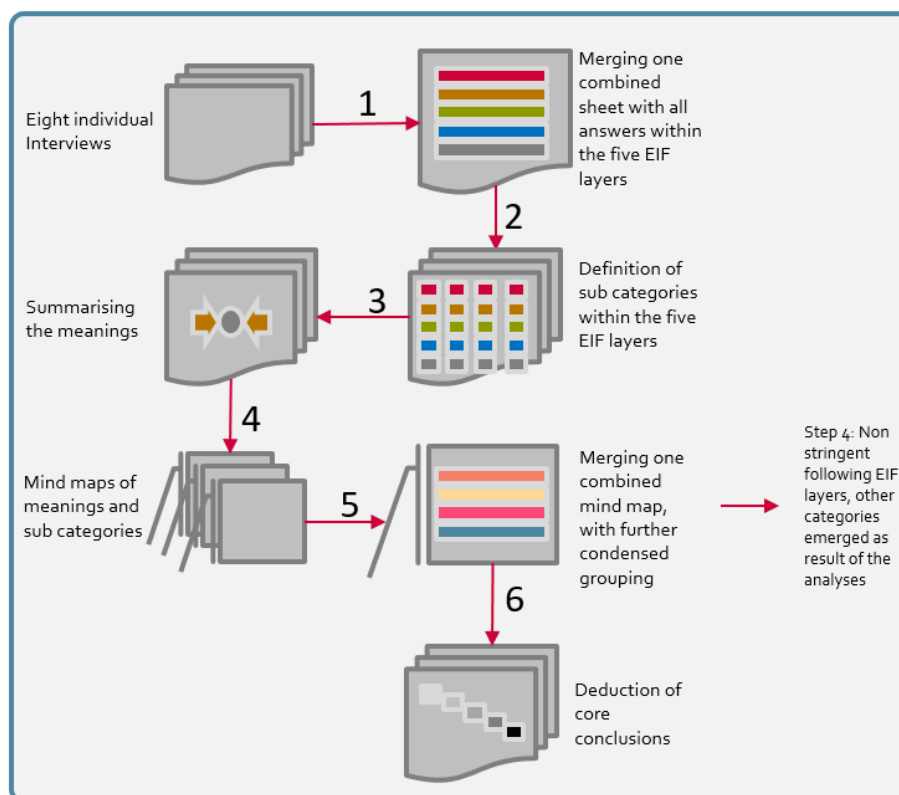 Eight individual
Interviews
1
Merging one
combined
sheet with all
answers within
the five EIF
layers
2
Summarising
the meanings
3
Definition of
sub categories
within the five
EIF layers
4
Mind maps of
meanings and
sub categories
5
Merging one
combined
mind map,
with further
condensed
grouping
Step 4: Non
stringent
following EIF
layers, other
categories
emerged as
result of the
analyses
6
Deduction of
core
conclusions